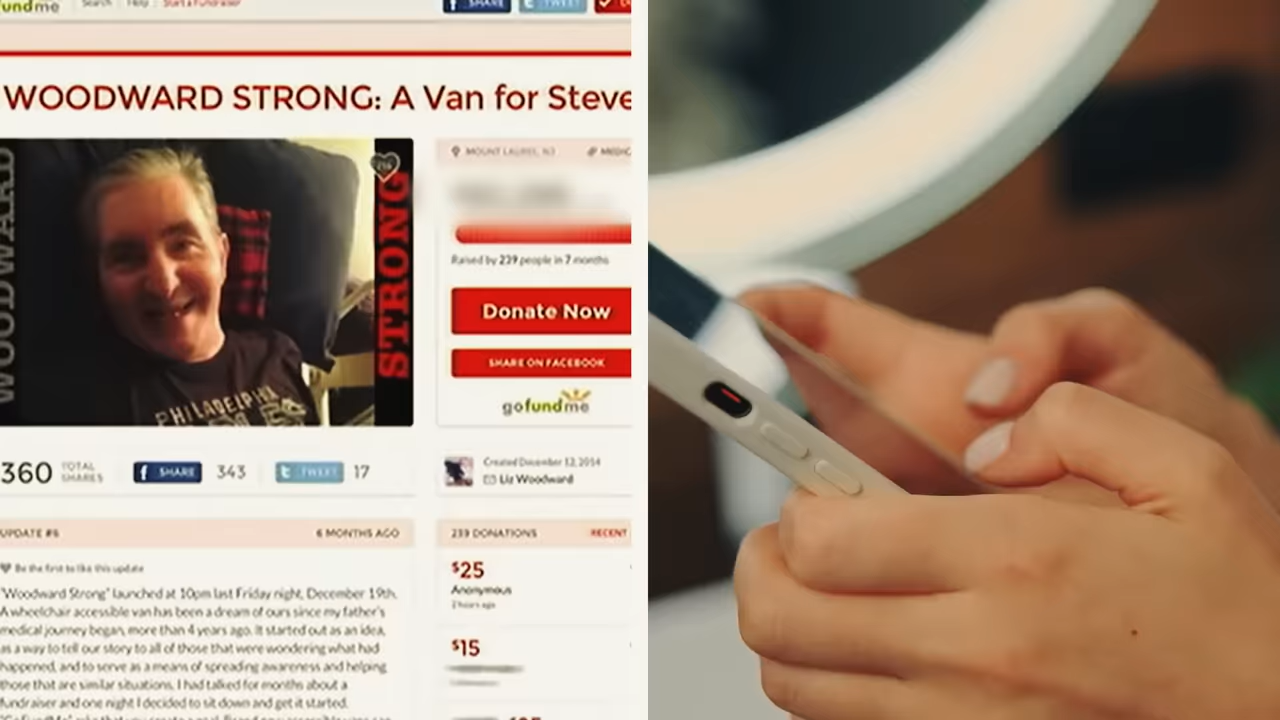 fundme
Search
Help
Start a Fundraiser
SHARE
TWEET
WOODWARD STRONG: A Van for Steve
WOODWARD
STRONG
PHILADELPHIA
MOUNT LAUREL, NJ
Raised by 239 people in 7 months
Donate Now
SHARE ON FACEBOOK
gofundme
360 TOTAL SHARES
f SHARE 343
t TWEET 17
Created December 12, 2014
Liz Woodward
UPDATE #6
6 MONTHS AGO
Be the first to like this update
"Woodward Strong" launched at 10pm last Friday night, December 19th.
A wheelchair accessible van has been a dream of ours since my father's
medical journey began, more than 4 years ago. It started out as an idea,
as a way to tell our story to all of those that were wondering what had
happened, and to serve as a means of spreading awareness and helping
those that are similar situations. I had talked for months about a
fundraiser and one night I decided to sit down and get it started.
239 DONATIONS
RECENT
$25
Anonymous
2 hours ago
$15